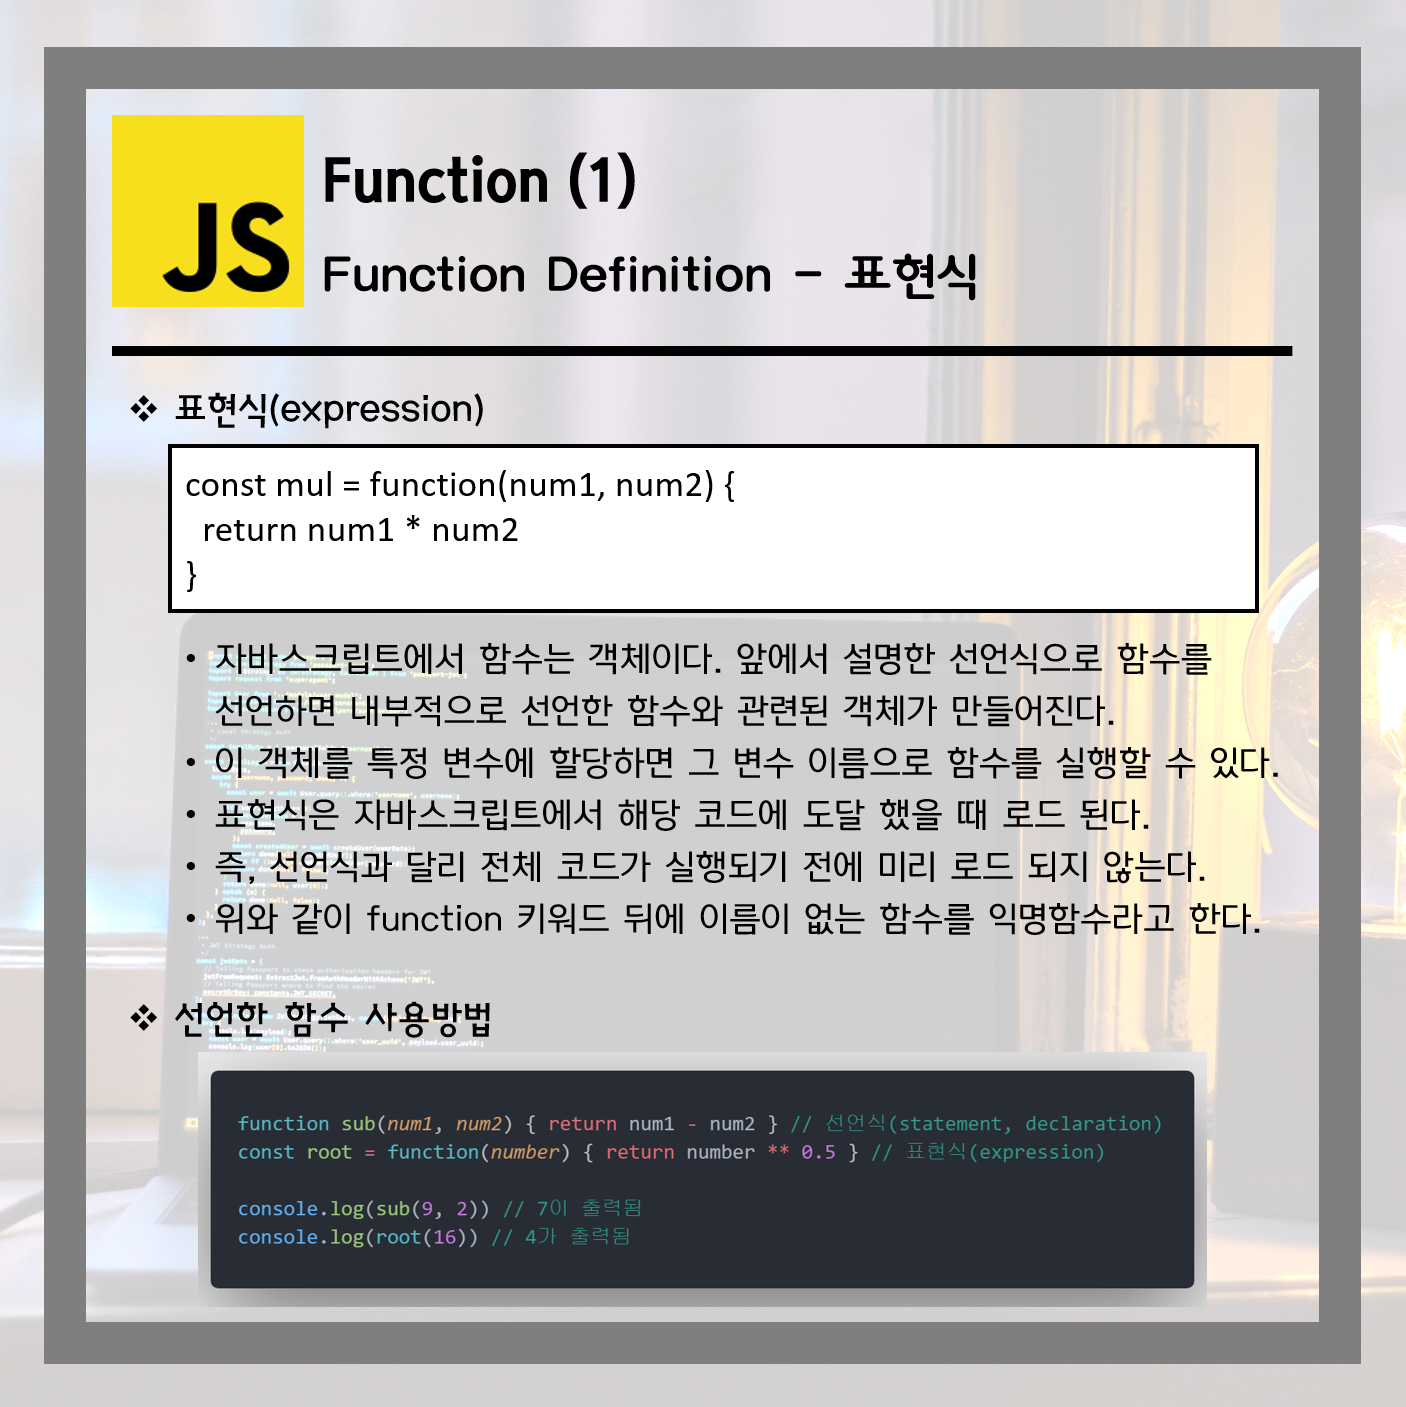 JS
Function (1)
Function Definition - 표현식
❖ 표현식(expression)
const mul = function(num1, num2) {
  return num1 * num2
}
• 자바스크립트에서 함수는 객체이다. 앞에서 설명한 선언식으로 함수를
선언하면 내부적으로 선언한 함수와 관련된 객체가 만들어진다.
• 이 객체를 특정 변수에 할당하면 그 변수 이름으로 함수를 실행할 수 있다.
• 표현식은 자바스크립트에서 해당 코드에 도달 했을 때 로드 된다.
• 즉, 선언식과 달리 전체 코드가 실행되기 전에 미리 로드 되지 않는다.
• 위와 같이 function 키워드 뒤에 이름이 없는 함수를 익명함수라고 한다.
❖ 선언한 함수 사용방법
function sub(num1, num2) { return num1 - num2 } // 선언식(statement, declaration)
const root = function(number) { return number ** 0.5 } // 표현식(expression)
console.log(sub(9, 2)) // 7이 출력됨
console.log(root(16)) // 4가 출력됨